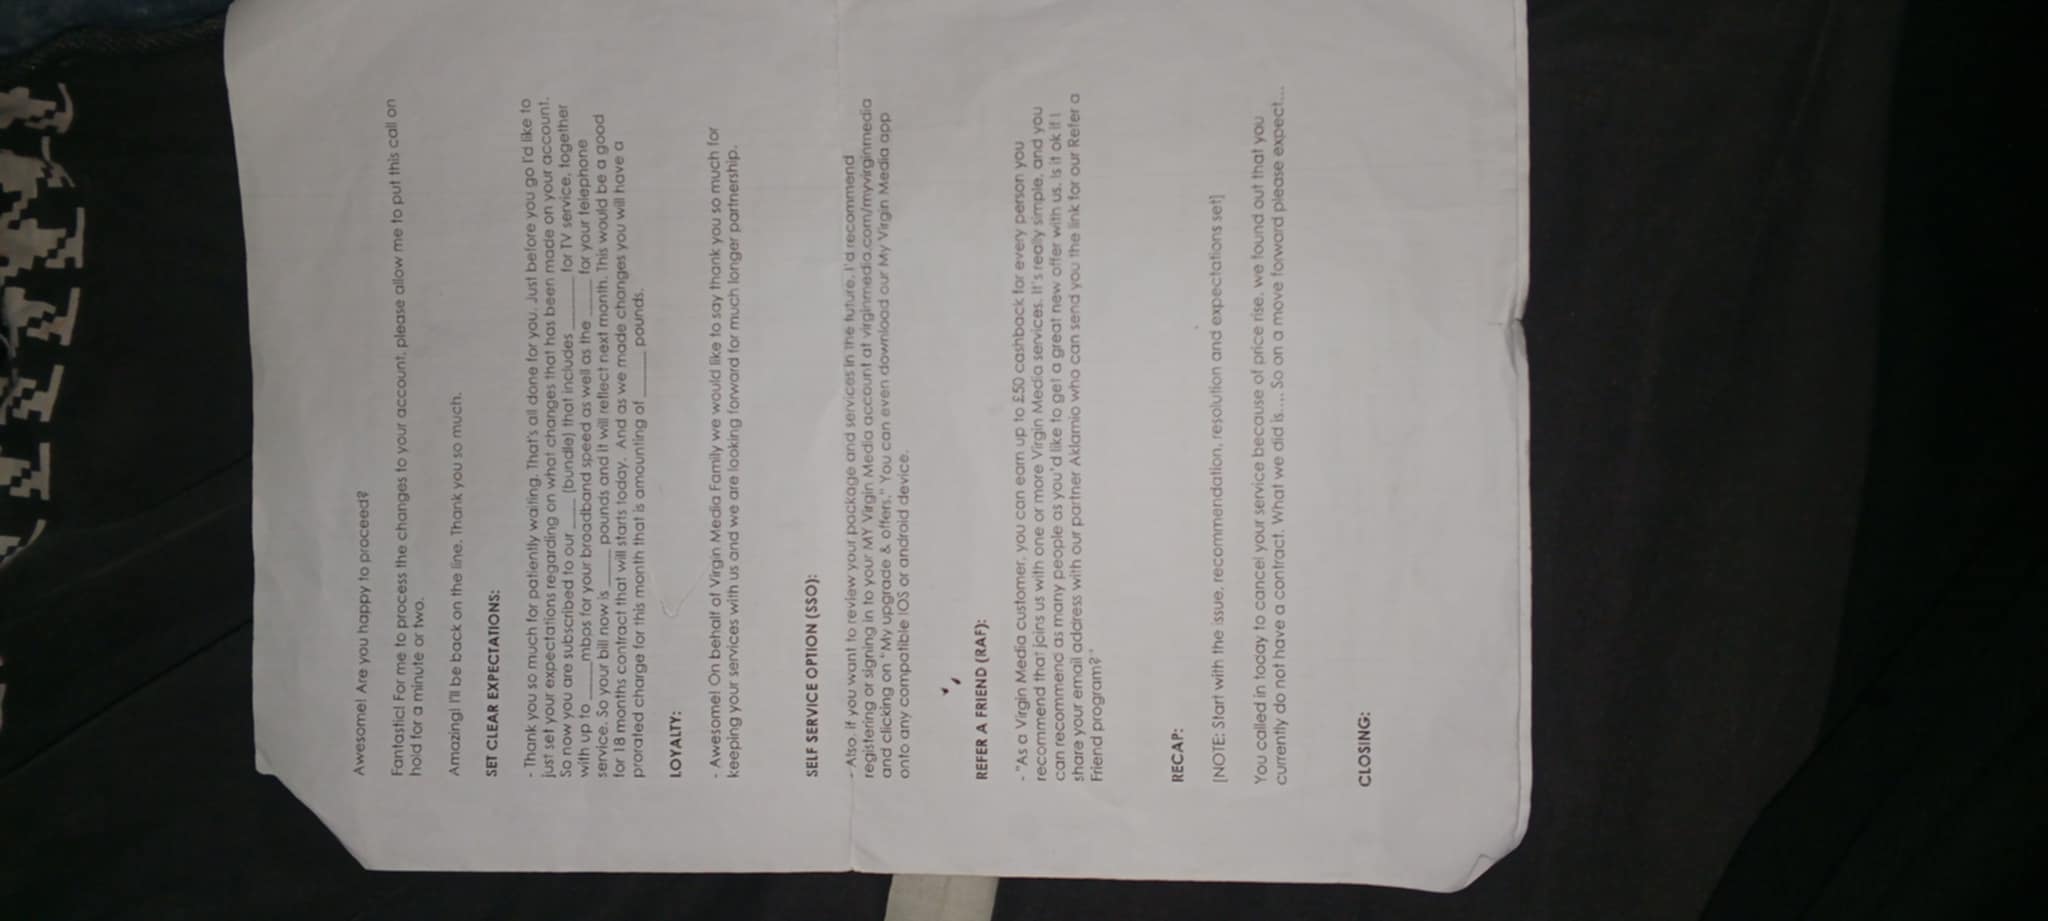 Awesome! Are you happy to proceed?
Fantastic! For me to process the changes to your account, please allow me to put this call on
hold for a minute or two.
Amazing! I'll be back on the line. Thank you so much.
SET CLEAR EXPECTATIONS:
- Thank you so much for patiently waiting. That's all done for you. Just before you go I'd like to
just set your expectations regarding on what changes that has been made on your account.
So now you are subscribed to our ____ (bundle) that includes _______ for TV service, together
with up to _____mbps for your broadband speed as well as the _____ for your telephone
service. So your bill now is _____ pounds and it will reflect next month. This would be a good
for 18 months contract that will starts today. And as we made changes you will have a
prorated charge for this month that is amounting of ______ pounds.
LOYALTY:
- Awesome! On behalf of Virgin Media Family we would like to say thank you so much for
keeping your services with us and we are looking forward for much longer partnership.
SELF SERVICE OPTION (SSO):
- Also, if you want to review your package and services in the future, I'd recommend
registering or signing in to your MY Virgin Media account at virginmedia.com/myvirginmedia
and clicking on "My upgrade & offers." You can even download our My Virgin Media app
onto any compatible IOS or android device.
REFER A FRIEND (RAF):
- "As a Virgin Media customer, you can earn up to £50 cashback for every person you
recommend that joins us with one or more Virgin Media services. It's really simple, and you
can recommend as many people as you'd like to get a great new offer with us. Is it ok if I
share your email address with our partner Aklamio who can send you the link for our Refer a
Friend program?"
RECAP:
[NOTE: Start with the issue, recommendation, resolution and expectations set]
You called in today to cancel your service because of price rise, we found out that you
currently do not have a contract. What we did is.... So on a move forward please expect...
CLOSING: